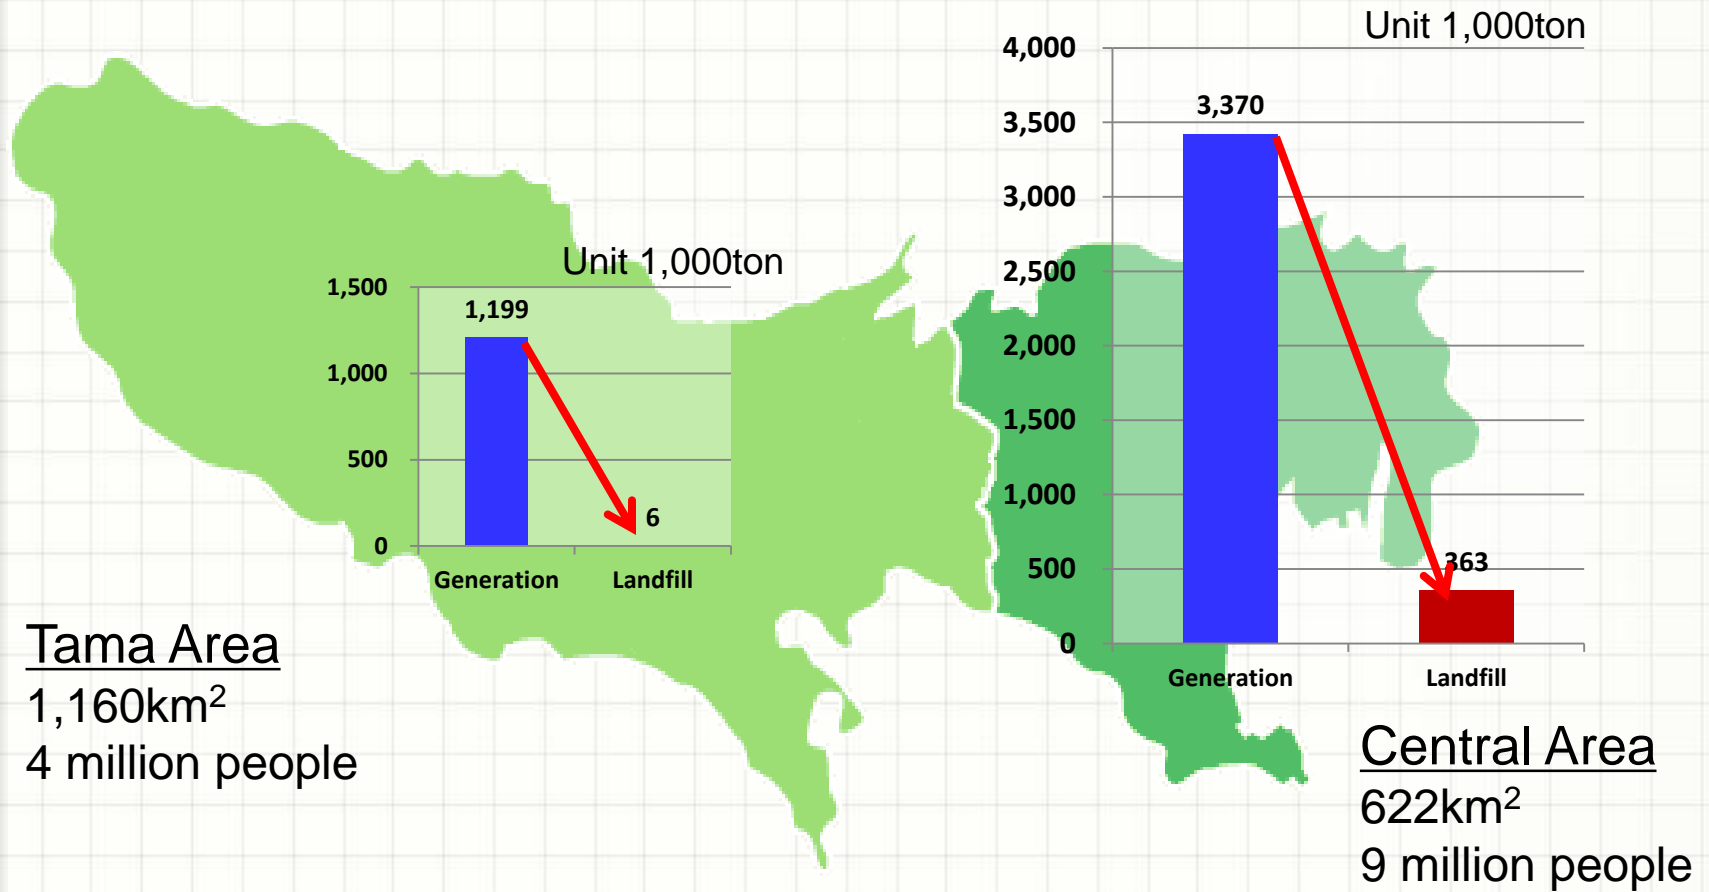 Unit 1,000ton
1,500
1,199
1,000
500
6
0
Generation Landfill
Tama Area
1,160km²
4 million people
Unit 1,000ton
4,000
3,370
3,500
3,000
2,500
2,000
1,500
1,000
363
500
0
Generation Landfill
Central Area
622km²
9 million people